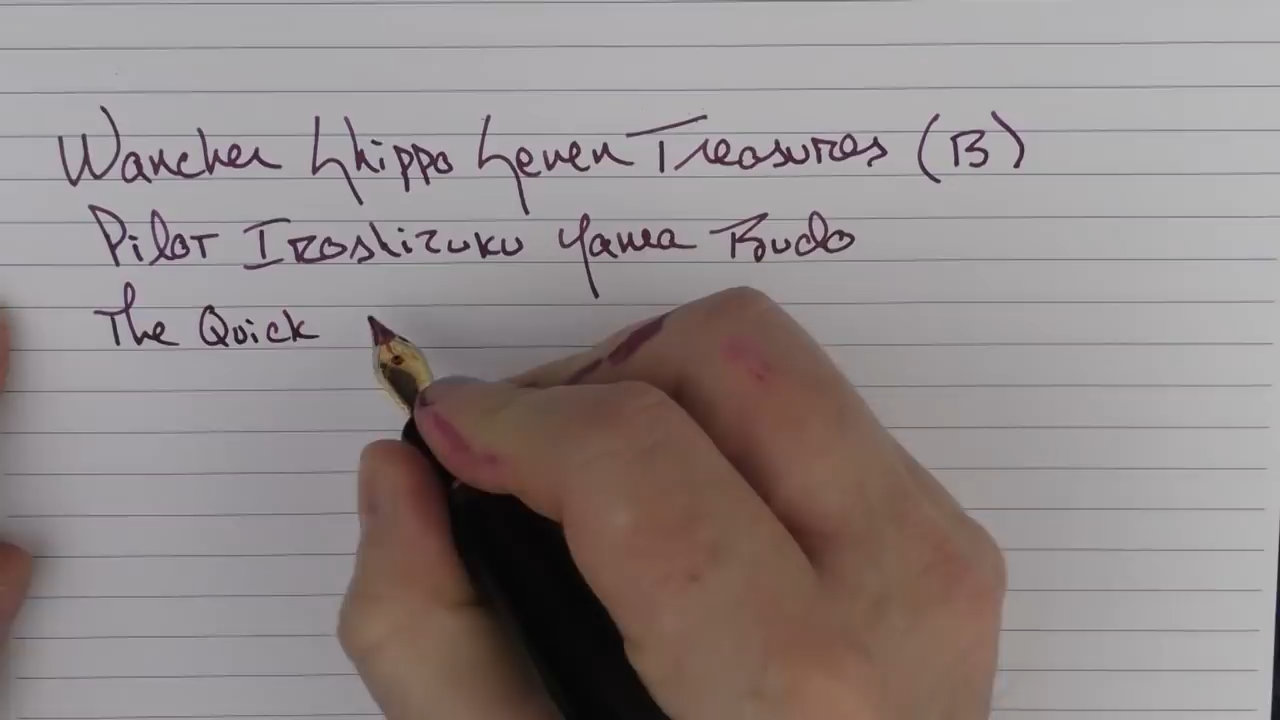 Wancher Shippo Seven Treasures (B)
Pilot Iroshizuku Yama Budo
The Quick